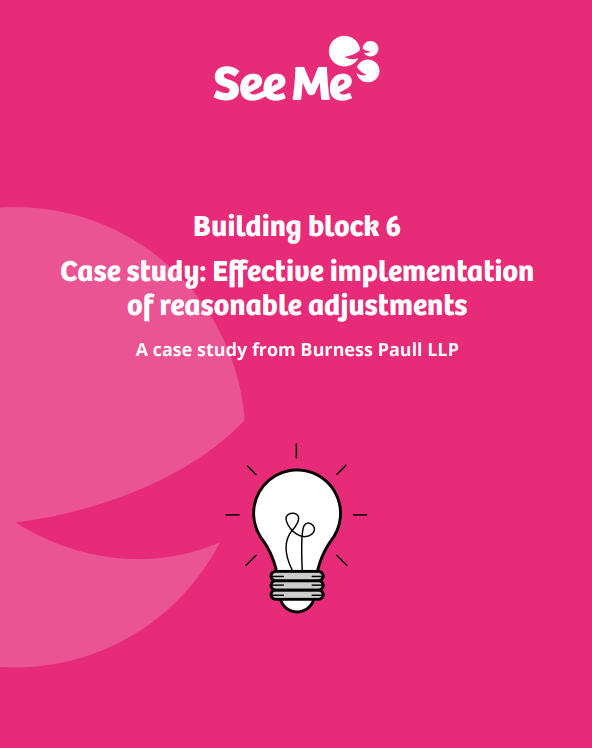 See Me
Building block 6
Case study: Effective implementation
of reasonable adjustments
A case study from Burness Paull LLP